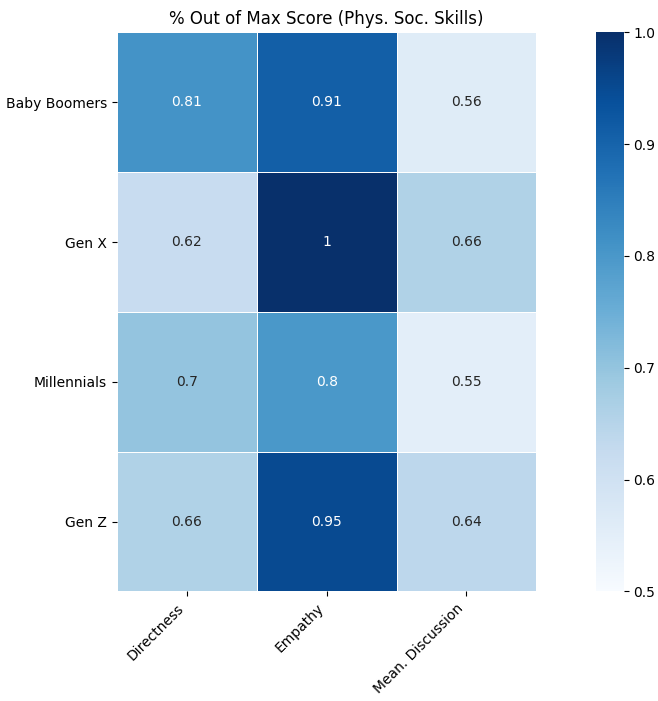 % Out of Max Score (Phys. Soc. Skills)
Baby Boomers 0.81 0.91 0.56
Gen X 0.62 1 0.66
Millennials 0.7 0.8 0.55
Gen Z 0.66 0.95 0.64
Directness Empathy Mean. Discussion
1.0
0.9
0.8
0.7
0.6
0.5